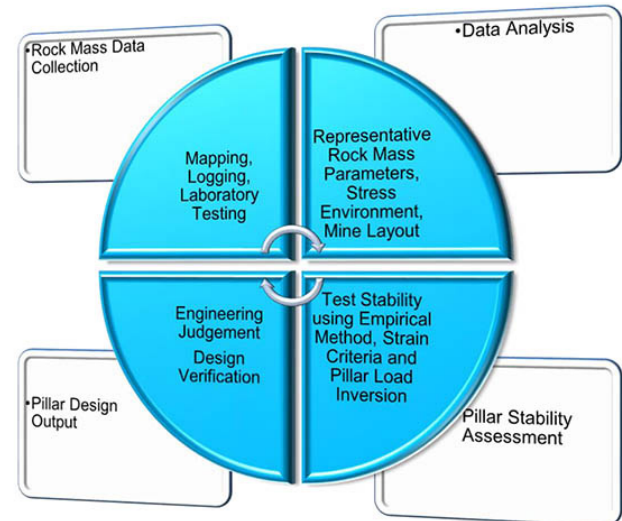 •Rock Mass Data
Collection
•Data Analysis
Mapping,
Logging,
Laboratory
Testing
Representative
Rock Mass
Parameters,
Stress
Environment,
Mine Layout
Engineering
Judgement
Design
Verification
Test Stability
using Empirical
Method, Strain
Criteria and
Pillar Load
Inversion
•Pillar Design
Output
Pillar Stability
Assessment